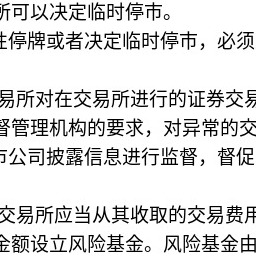 所可以决定临时停市。
性停牌或者决定临时停市，必须
易所对在交易所进行的证券交易
督管理机构的要求，对异常的交
市公司披露信息进行监督，督促
交易所应当从其收取的交易费用
金额设立风险基金。风险基金由